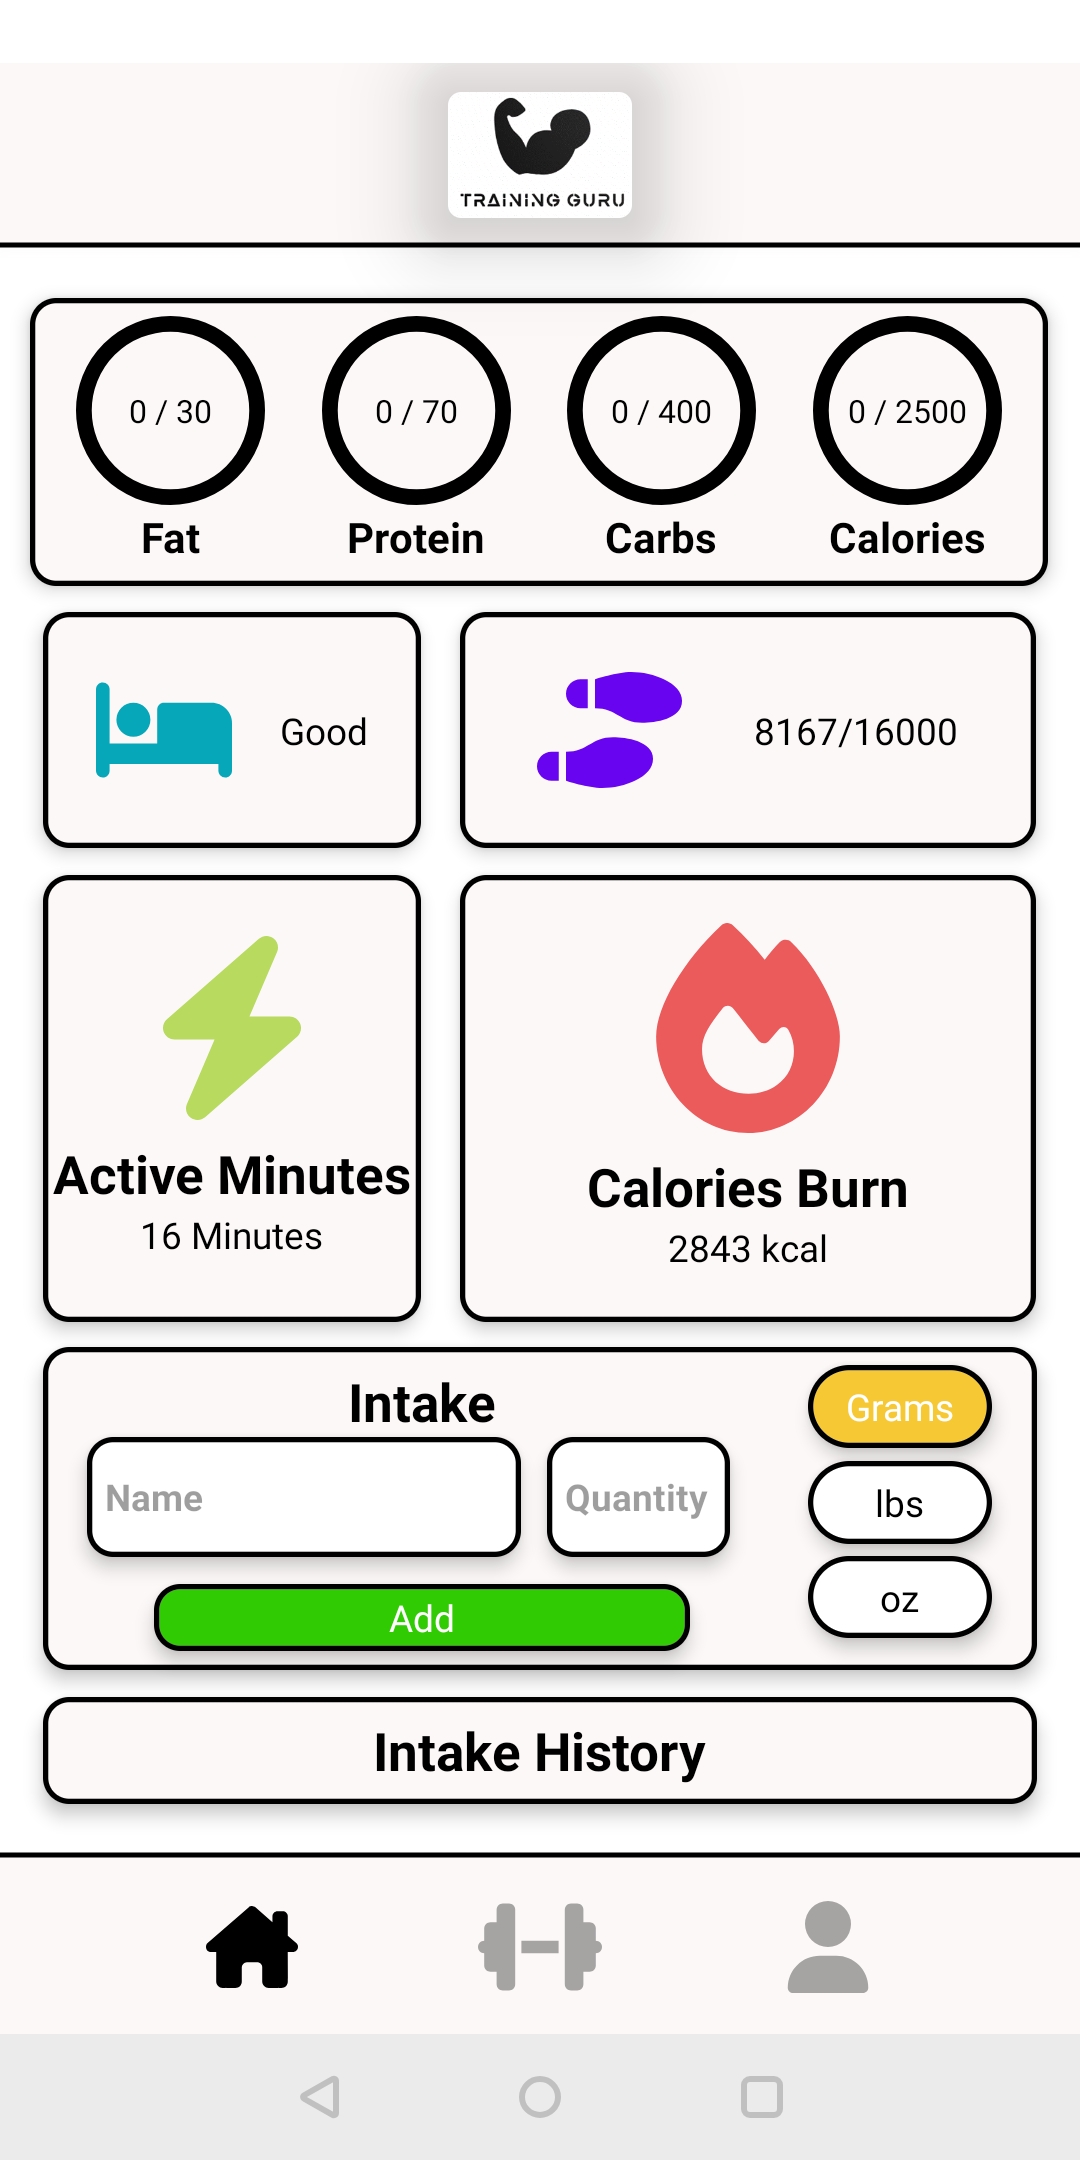 TRAINING GURU
0 / 30
0 / 70
0 / 400
0 / 2500
Fat
Protein
Carbs
Calories
Good
8167/16000
Active Minutes
16 Minutes
Calories Burn
2843 kcal
Intake
Name
Quantity
Add
Grams
lbs
oz
Intake History